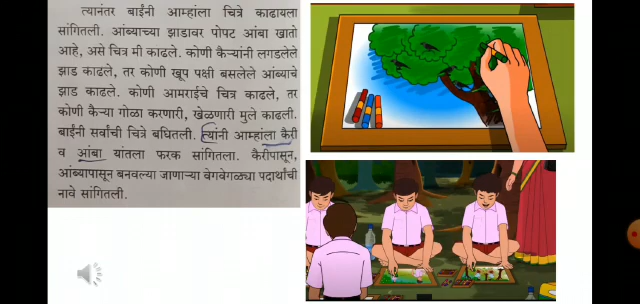 त्यानंतर बाईंनी आम्हांला चित्रे काढायला
सांगितली. आंब्याच्या झाडावर पोपट आंबा खातो
आहे, असे चित्र मी काढले. कोणी कैऱ्यांनी लगडलेले
झाड काढले, तर कोणी खूप पक्षी बसलेले आंब्याचे
झाड काढले. कोणी आमराईचे चित्र काढले, तर
कोणी कैऱ्या गोळा करणारी, खेळणारी मुले काढली.
बाईंनी सर्वांची चित्रे बघितली. त्यांनी आम्हांला कैरी
व आंबा यांतला फरक सांगितला. कैरीपासून,
आंब्यापासून बनवल्या जाणाऱ्या वेगवेगळ्या पदार्थांची
नावे सांगितली.